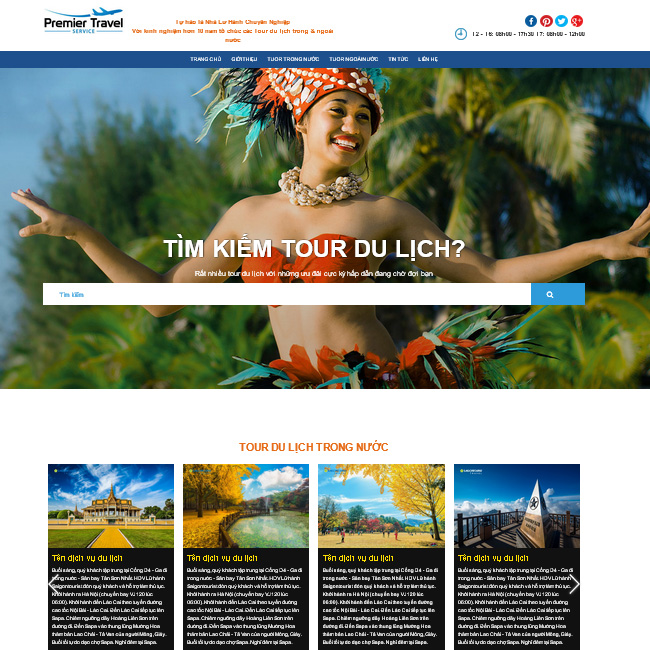 Premier Travel
SERVICE
Tự hào là Nhà Lữ Hành Chuyên Nghiệp
Với kinh nghiệm hơn 10 năm tổ chức các Tour du lịch trong & ngoài
nước
12 - 16: 08h00 - 17h30 17: 08h00 - 12h00
TRANG CHỦ GIỚI THIỆU TUOR TRONG NƯỚC TUOR NGOÀI NƯỚC TIN TỨC LIÊN HỆ
TÌM KIẾM TOUR DU LỊCH?
Rất nhiều tour du lịch với những ưu đãi cực kỳ hấp dẫn đang chờ đợi bạn
Tìm kiếm
TOUR DU LỊCH TRONG NƯỚC
Tên dịch vụ du lịch
Buổi sáng, quý khách tập trung tại Cổng D4 - Ga đi
trong nước - Sân bay Tân Sơn Nhất. HDV Lữ hành
Saigontourist đón quý khách và hỗ trợ làm thủ tục.
Khởi hành ra Hà Nội (chuyến bay VJ 120 lúc
06:00). Khởi hành đi Lào Cai theo tuyến đường
cao tốc Nội Bài - Lào Cai. Đến Lào Cai tiếp tục lên
Sapa. Chiêm ngưỡng dãy Hoàng Liên Sơn trên
đường đi. Đến Sapa vào thung lũng Mường Hoa
thăm bản Lao Chải - Tả Van của người Mông, Giáy.
Buổi tối tự do dạo chợ Sapa. Nghỉ đêm tại Sapa.
Tên dịch vụ du lịch
Buổi sáng, quý khách tập trung tại Cổng D4 - Ga đi
trong nước - Sân bay Tân Sơn Nhất. HDV Lữ hành
Saigontourist đón quý khách và hỗ trợ làm thủ tục.
Khởi hành ra Hà Nội (chuyến bay VJ 120 lúc
06:00). Khởi hành đi Lào Cai theo tuyến đường
cao tốc Nội Bài - Lào Cai. Đến Lào Cai tiếp tục lên
Sapa. Chiêm ngưỡng dãy Hoàng Liên Sơn trên
đường đi. Đến Sapa vào thung lũng Mường Hoa
thăm bản Lao Chải - Tả Van của người Mông, Giáy.
Buổi tối tự do dạo chợ Sapa. Nghỉ đêm tại Sapa.
Tên dịch vụ du lịch
Buổi sáng, quý khách tập trung tại Cổng D4 - Ga đi
trong nước - Sân bay Tân Sơn Nhất. HDV Lữ hành
Saigontourist đón quý khách và hỗ trợ làm thủ tục.
Khởi hành ra Hà Nội (chuyến bay VJ 120 lúc
06:00). Khởi hành đi Lào Cai theo tuyến đường
cao tốc Nội Bài - Lào Cai. Đến Lào Cai tiếp tục lên
Sapa. Chiêm ngưỡng dãy Hoàng Liên Sơn trên
đường đi. Đến Sapa vào thung lũng Mường Hoa
thăm bản Lao Chải - Tả Van của người Mông, Giáy.
Buổi tối tự do dạo chợ Sapa. Nghỉ đêm tại Sapa.
Tên dịch vụ du lịch
Buổi sáng, quý khách tập trung tại Cổng D4 - Ga đi
trong nước - Sân bay Tân Sơn Nhất. HDV Lữ hành
Saigontourist đón quý khách và hỗ trợ làm thủ tục.
Khởi hành ra Hà Nội (chuyến bay VJ 120 lúc
06:00). Khởi hành đi Lào Cai theo tuyến đường
cao tốc Nội Bài - Lào Cai. Đến Lào Cai tiếp tục lên
Sapa. Chiêm ngưỡng dãy Hoàng Liên Sơn trên
đường đi. Đến Sapa vào thung lũng Mường Hoa
thăm bản Lao Chải - Tả Van của người Mông, Giáy.
Buổi tối tự do dạo chợ Sapa. Nghỉ đêm tại Sapa.